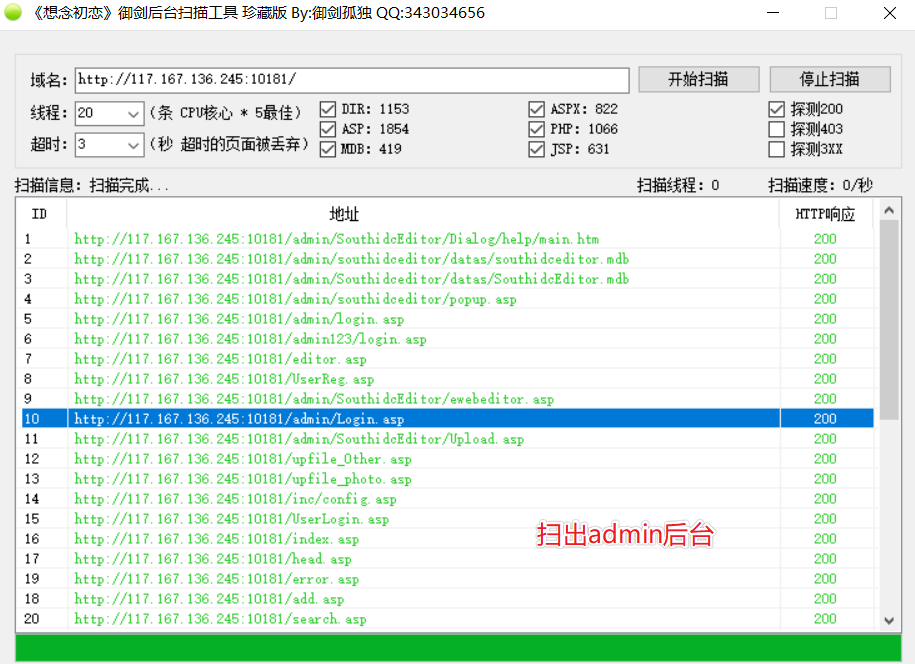 《想念初恋》御剑后台扫描工具 珍藏版 By:御剑孤独 QQ:343034656
域名: http://117.167.136.245:10181/ 开始扫描 停止扫描
线程: 20 (条 CPU核心 * 5最佳) DIR: 1153 ASPX: 822 探测200
ASP: 1854 PHP: 1066 探测403
超时: 3 (秒 超时的页面被丢弃) MDB: 419 JSP: 631 探测3XX
扫描信息: 扫描完成... 扫描线程: 0 扫描速度: 0/秒
ID 地址 HTTP响应
1 http://117.167.136.245:10181/admin/SouthidcEditor/Dialog/help/main.htm 200
2 http://117.167.136.245:10181/admin/southidceditor/datas/southidceditor.mdb 200
3 http://117.167.136.245:10181/admin/southidceditor/datas/SouthidcEditor.mdb 200
4 http://117.167.136.245:10181/admin/southidceditor/popup.asp 200
5 http://117.167.136.245:10181/admin/login.asp 200
6 http://117.167.136.245:10181/admin123/login.asp 200
7 http://117.167.136.245:10181/editor.asp 200
8 http://117.167.136.245:10181/UserReg.asp 200
9 http://117.167.136.245:10181/admin/SouthidcEditor/ewebeditor.asp 200
10 http://117.167.136.245:10181/admin/Login.asp 200
11 http://117.167.136.245:10181/admin/SouthidcEditor/Upload.asp 200
12 http://117.167.136.245:10181/upfile_Other.asp 200
13 http://117.167.136.245:10181/upfile_photo.asp 200
14 http://117.167.136.245:10181/inc/config.asp 200
15 http://117.167.136.245:10181/UserLogin.asp 200
16 http://117.167.136.245:10181/index.asp 200
扫出admin后台
17 http://117.167.136.245:10181/head.asp 200
19 http://117.167.136.245:10181/error.asp 200
18 http://117.167.136.245:10181/add.asp 200
20 http://117.167.136.245:10181/search.asp 200